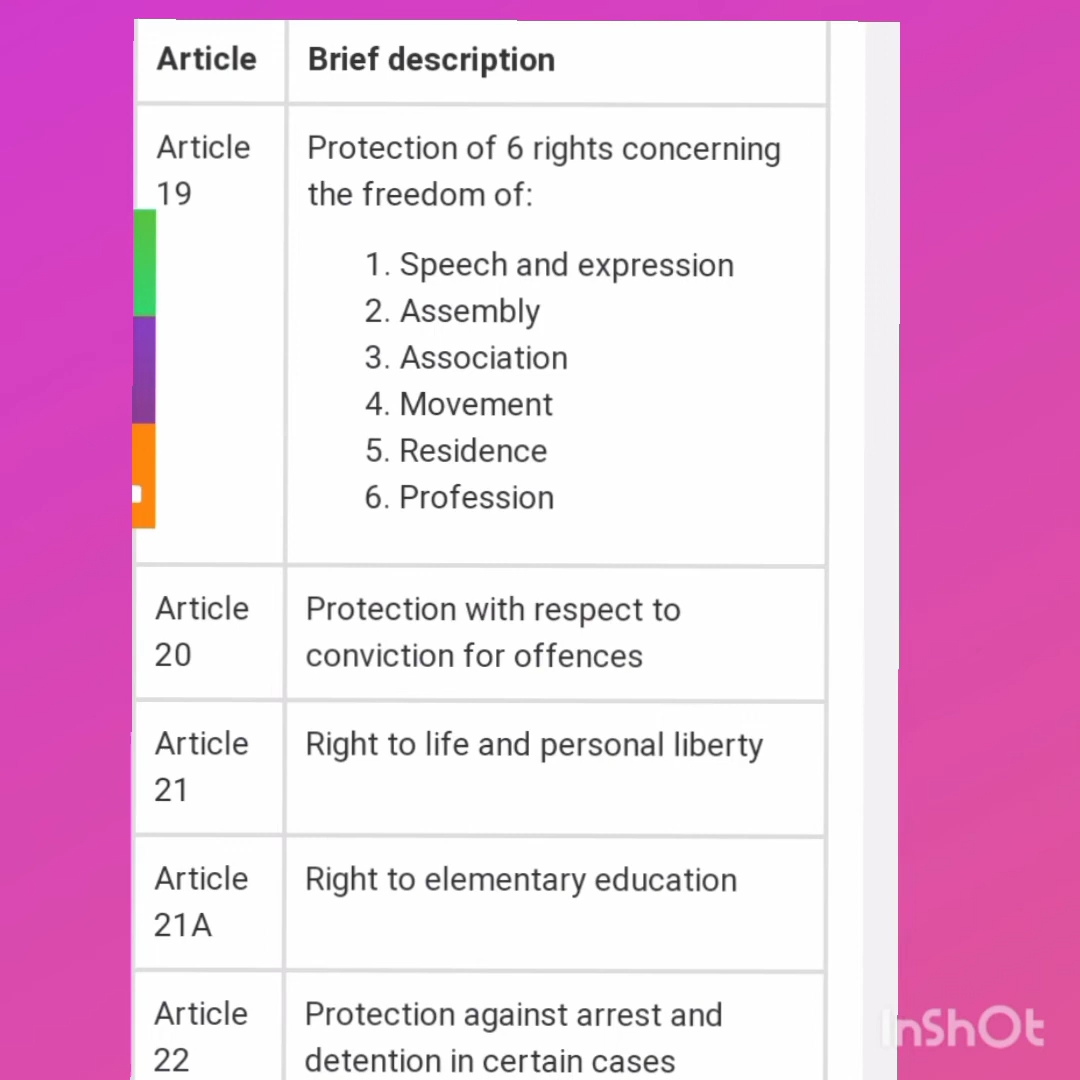 Article Brief description
Article Protection of 6 rights concerning
19 the freedom of:
1. Speech and expression
2. Assembly
3. Association
4. Movement
5. Residence
6. Profession
Article Protection with respect to
20 conviction for offences
Article Right to life and personal liberty
21
Article Right to elementary education
21A
Article Protection against arrest and
22 detention in certain cases
InShOt